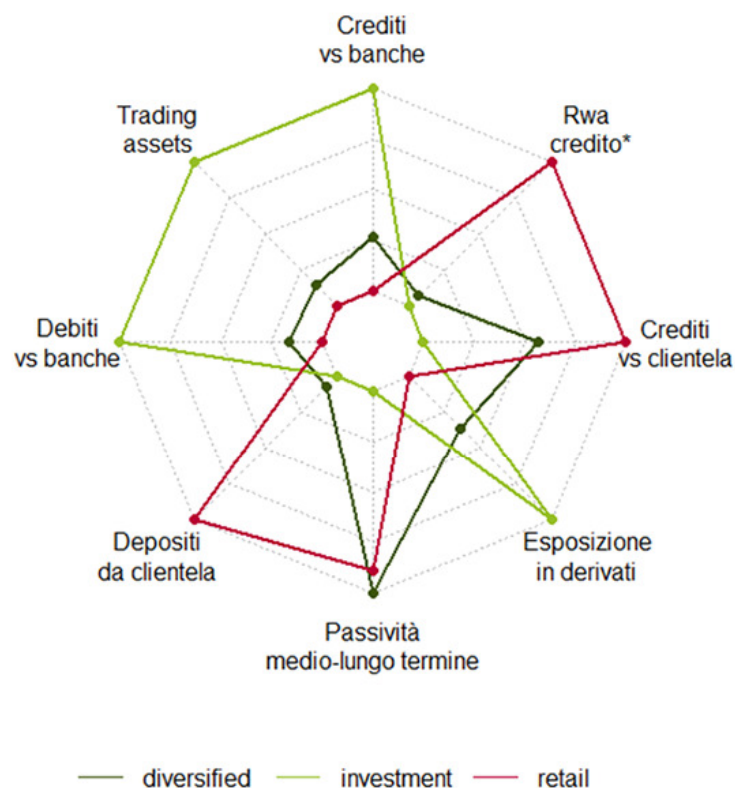 Crediti
vs banche
Trading
assets
Rwa
credito*
Debiti
vs banche
Crediti
vs clientela
Depositi
da clientela
Esposizione
in derivati
Passività
medio-lungo termine
diversified investment retail